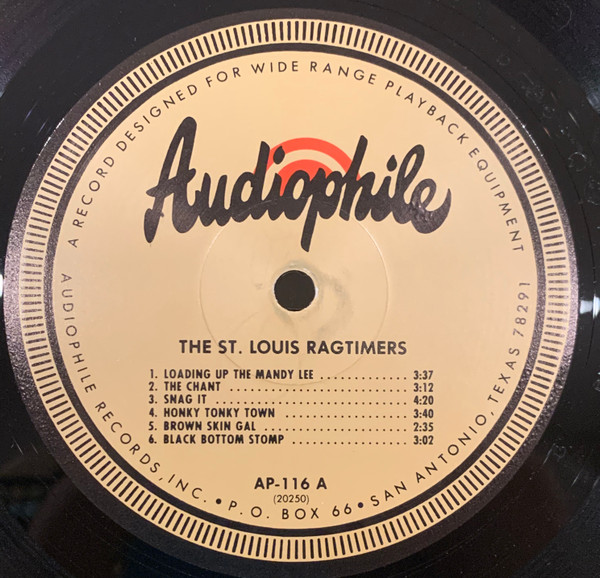 A RECORD DESIGNED FOR WIDE RANGE PLAYBACK EQUIPMENT
Audiophile
THE ST. LOUIS RAGTIMERS
1. LOADING UP THE MANDY LEE ........... 3:37
2. THE CHANT ........................ 3:12
3. SNAG IT .......................... 4:20
4. HONKY TONKY TOWN ................ 3:40
5. BROWN SKIN GAL .................. 2:35
6. BLACK BOTTOM STOMP .............. 3:02
AP-116 A
(20250)
AUDIOPHILE RECORDS, INC. • P.O. BOX 66 • SAN ANTONIO, TEXAS 78291